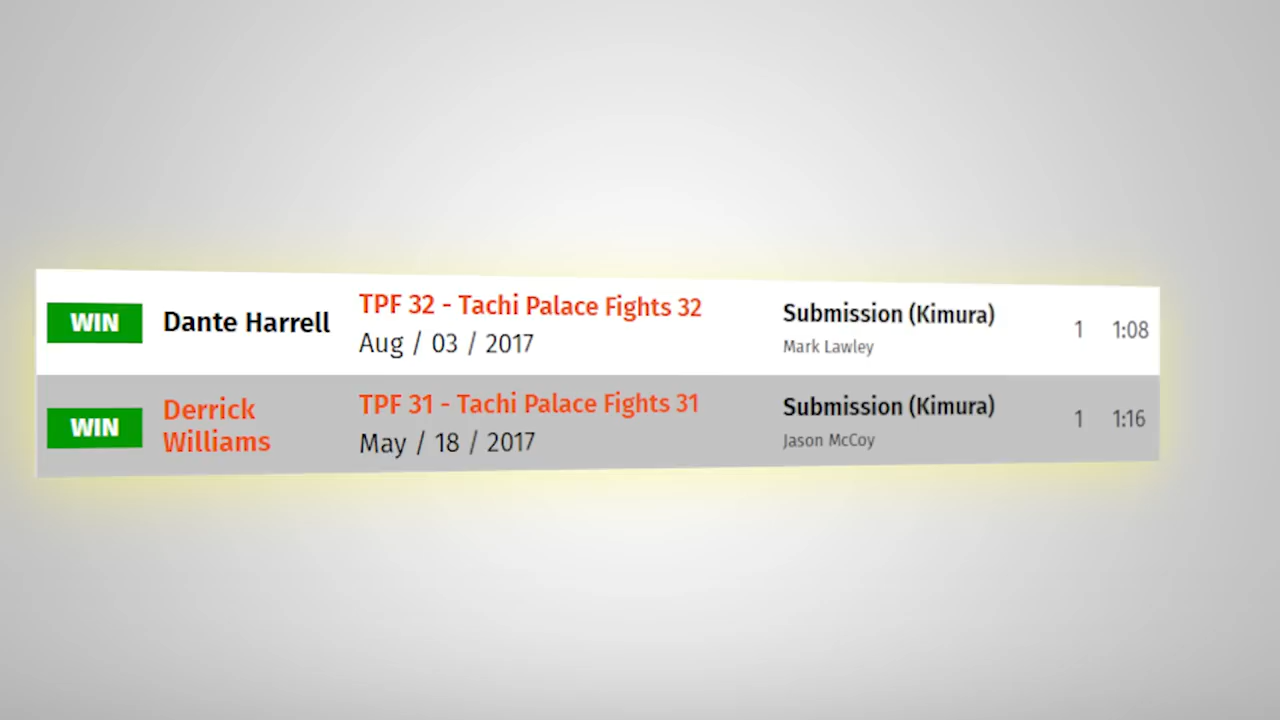 WIN
Dante Harrell
TPF 32 - Tachi Palace Fights 32
Aug / 03 / 2017
Submission (Kimura)
Mark Lawley
1
1:08
WIN
Derrick
Williams
TPF 31 - Tachi Palace Fights 31
May / 18 / 2017
Submission (Kimura)
Jason McCoy
1
1:16